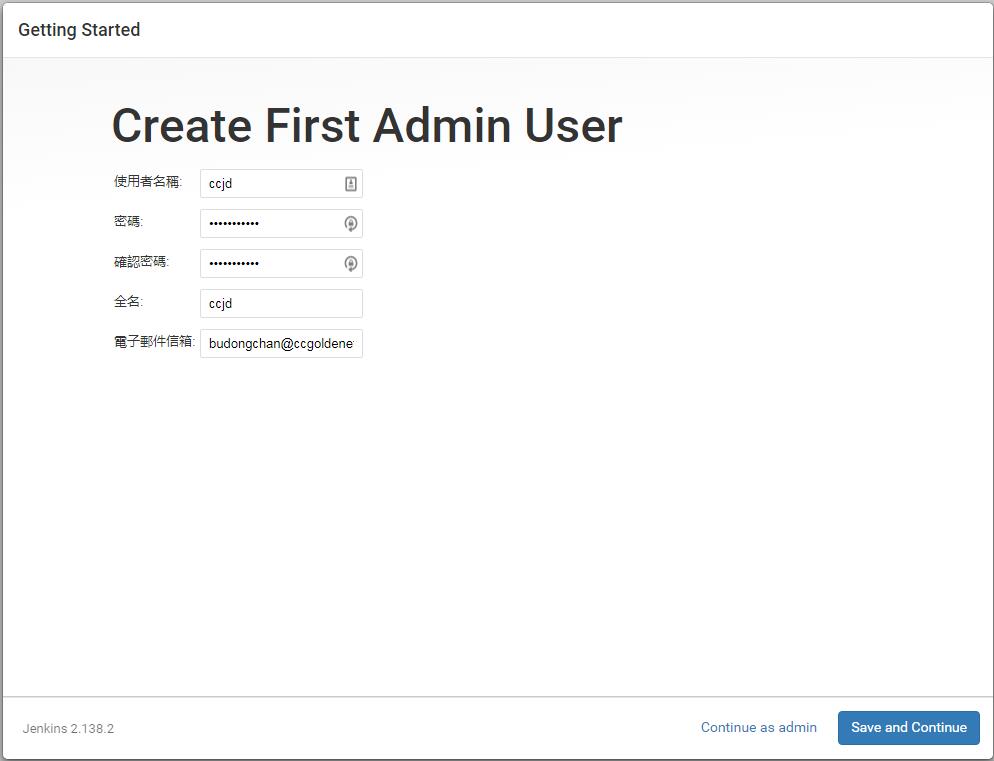 Getting Started
Create First Admin User
使用者名稱: ccjd
密碼: •••••••••••
確認密碼: •••••••••••
全名: ccjd
電子郵件信箱: budongchan@ccgoldene
Jenkins 2.138.2 Continue as admin Save and Continue